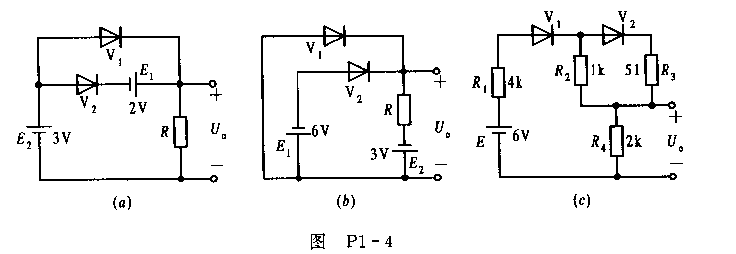 V₁
E₁
V₂
2V
E₂
3V
R
+
Uₒ
−
(a)
V₁
V₂
E₁
6V
R
3V
E₂
+
Uₒ
−
(b)
V₁
V₂
R₁
4k
R₂
1k
51
R₃
E
6V
R₄
2k
+
Uₒ
−
(c)
图 P1-4